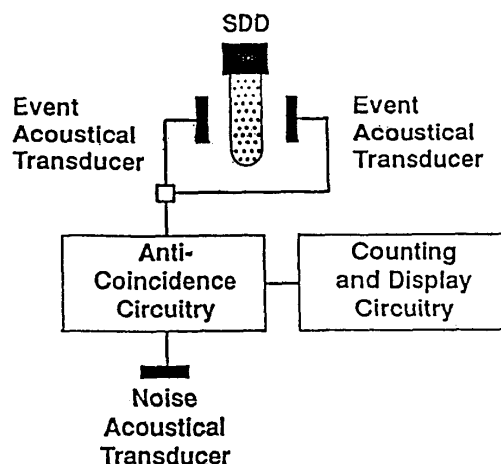 SDD
Event
Acoustical
Transducer
Event
Acoustical
Transducer
Anti-
Coincidence
Circuitry
Counting
and Display
Circuitry
Noise
Acoustical
Transducer